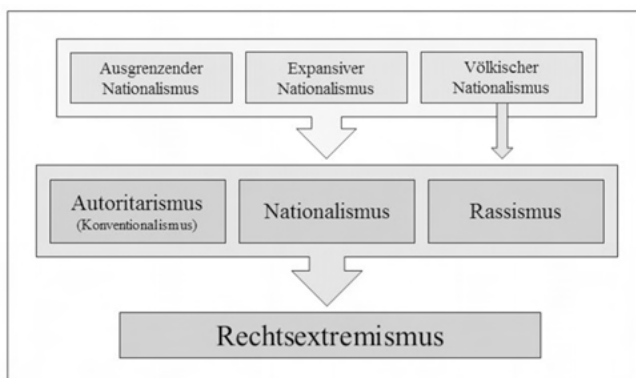 Ausgrenzender
Nationalismus
Expansiver
Nationalismus
Völkischer
Nationalismus
Autoritarismus
(Konventionalismus)
Nationalismus
Rassismus
Rechtsextremismus